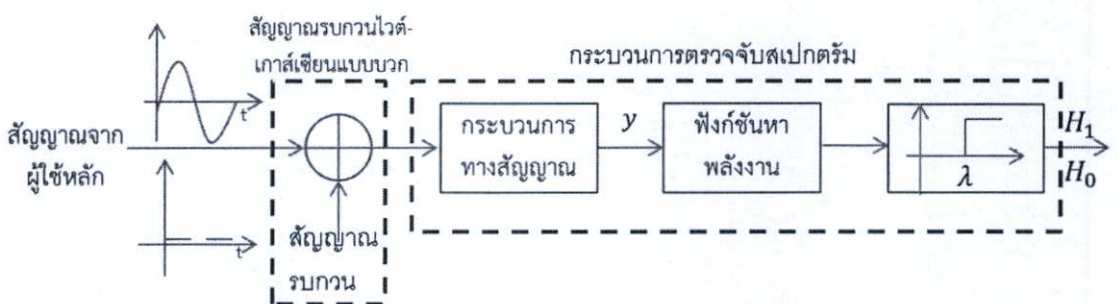 สัญญาณรบกวนไวต์-
เกาส์เซียนแบบบวก
กระบวนการตรวจจับสเปกตรัม
t
สัญญาณจาก
ผู้ใช้หลัก
กระบวนการ
ทางสัญญาณ
y
ฟังก์ชันหา
พลังงาน
λ
H₁
H₀
t
สัญญาณ
รบกวน